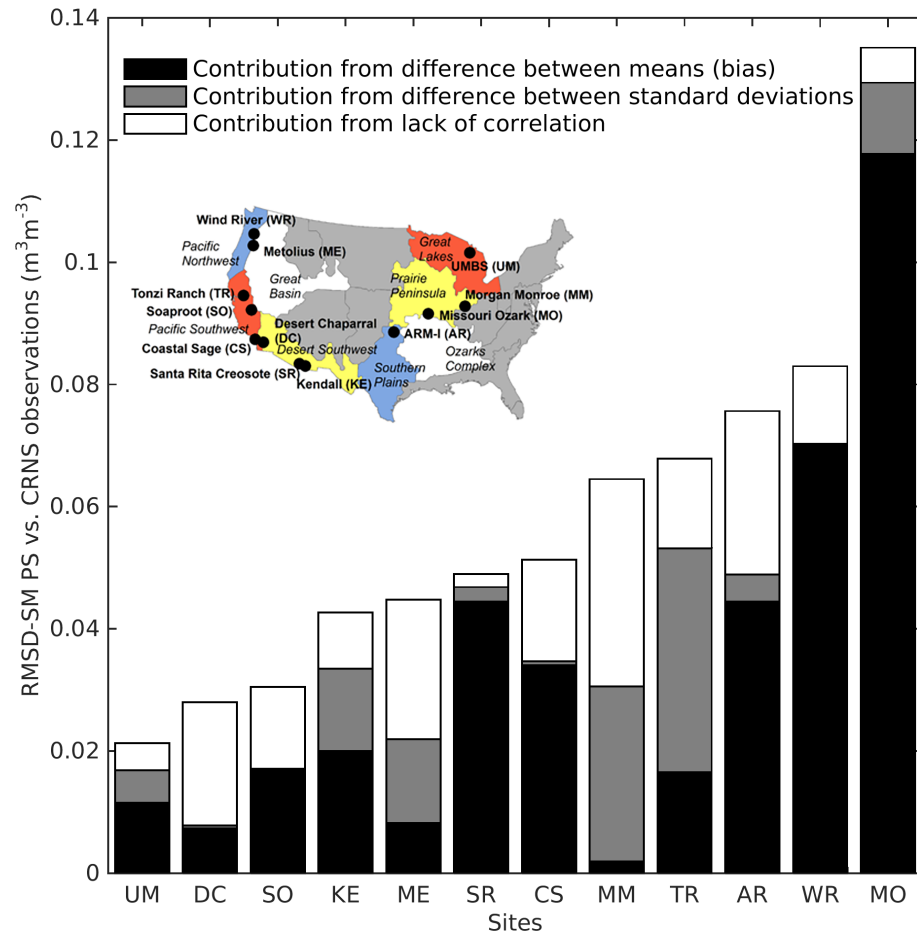 0.14
0.12
0.1
0.08
0.06
0.04
0.02
0
RMSD-SM PS vs. CRNS observations (m³m⁻³)
Contribution from difference between means (bias)
Contribution from difference between standard deviations
Contribution from lack of correlation
Wind River (WR)
Pacific
Northwest
Metolius (ME)
Great
Lakes
UMBS (UM)
Great
Basin
Prairie
Peninsula
Tonzi Ranch (TR)
Morgan Monroe (MM)
Soaproot (SO)
Missouri Ozark (MO)
Pacific Southwest
Desert Chaparral
(DC)
ARM-I (AR)
Coastal Sage (CS)
Desert Southwest
Ozarks
Complex
Santa Rita Creosote (SR)
Southern
Plains
Kendall (KE)
UM DC SO KE ME SR CS MM TR AR WR MO
Sites